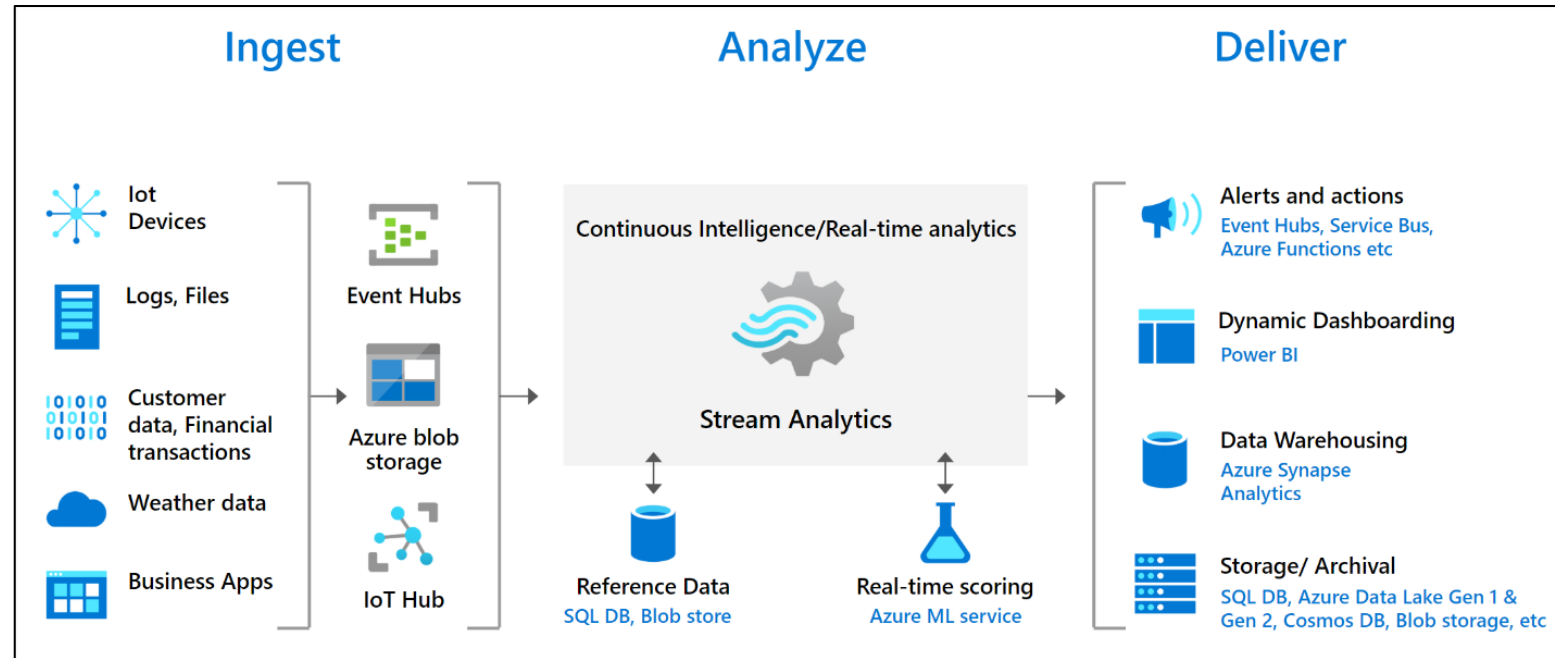 Ingest
Analyze
Deliver
Iot
Devices
Logs, Files
Customer
data, Financial
transactions
Weather data
Business Apps
Event Hubs
Azure blob
storage
IoT Hub
Continuous Intelligence/Real-time analytics
Stream Analytics
Reference Data
SQL DB, Blob store
Real-time scoring
Azure ML service
Alerts and actions
Event Hubs, Service Bus,
Azure Functions etc
Dynamic Dashboarding
Power BI
Data Warehousing
Azure Synapse
Analytics
Storage/ Archival
SQL DB, Azure Data Lake Gen 1 &
Gen 2, Cosmos DB, Blob storage, etc